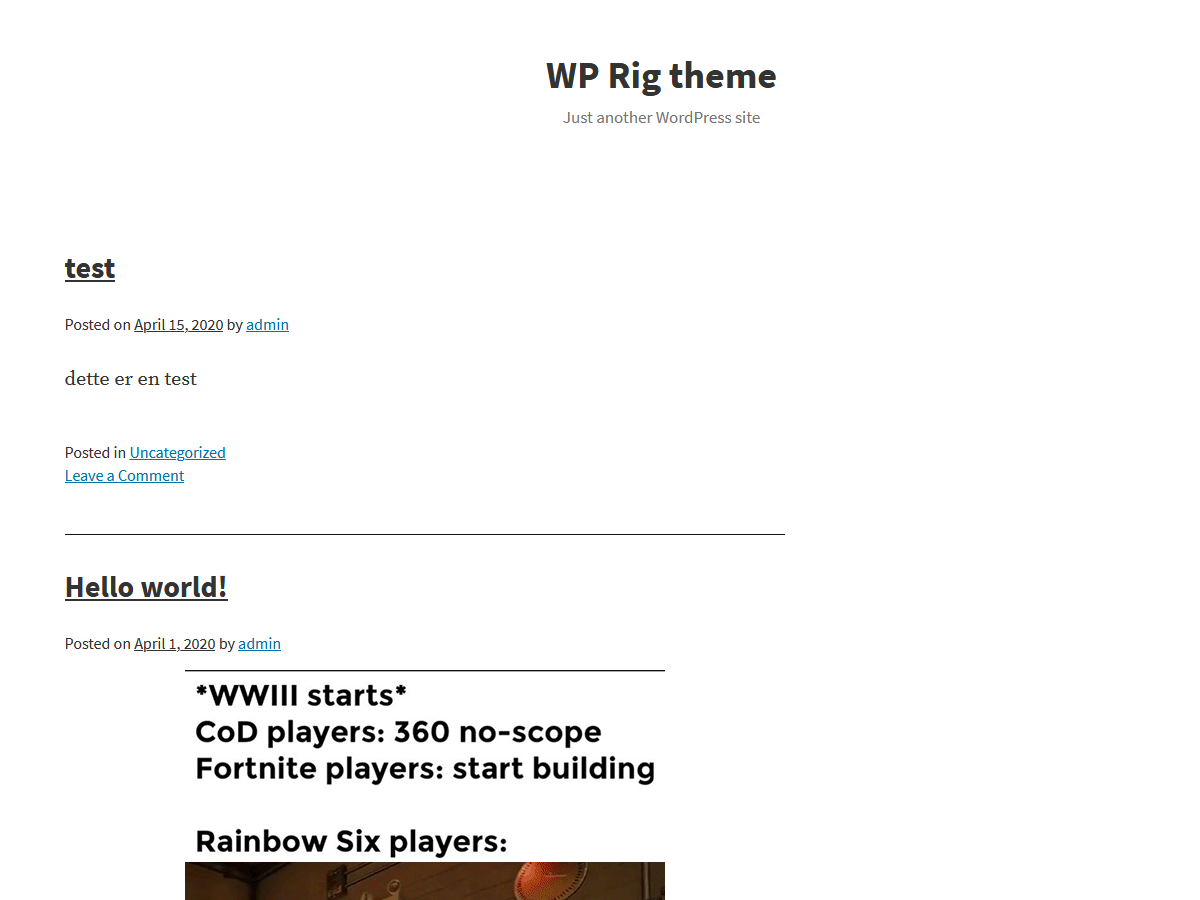 WP Rig theme
Just another WordPress site
test
Posted on April 15, 2020 by admin
dette er en test
Posted in Uncategorized
Leave a Comment
Hello world!
Posted on April 1, 2020 by admin
*WWIII starts*
CoD players: 360 no-scope
Fortnite players: start building
Rainbow Six players: